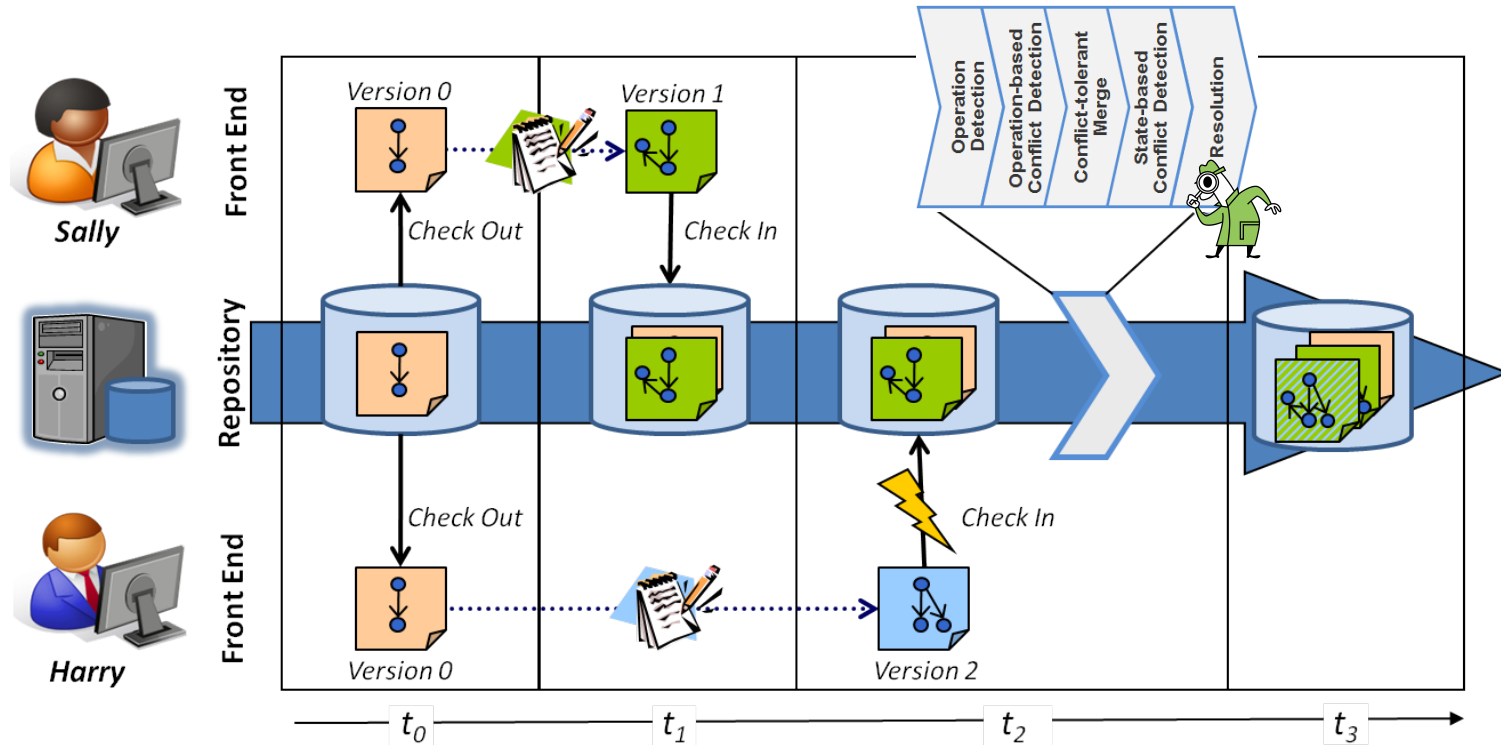 Sally
Harry
Front End
Repository
Front End
Version 0
Version 1
Check Out
Check In
Operation
Detection
Operation-based
Conflict Detection
Conflict-tolerant
Merge
State-based
Conflict Detection
Resolution
Check Out
Check In
Version 0
Version 2
t0
t1
t2
t3